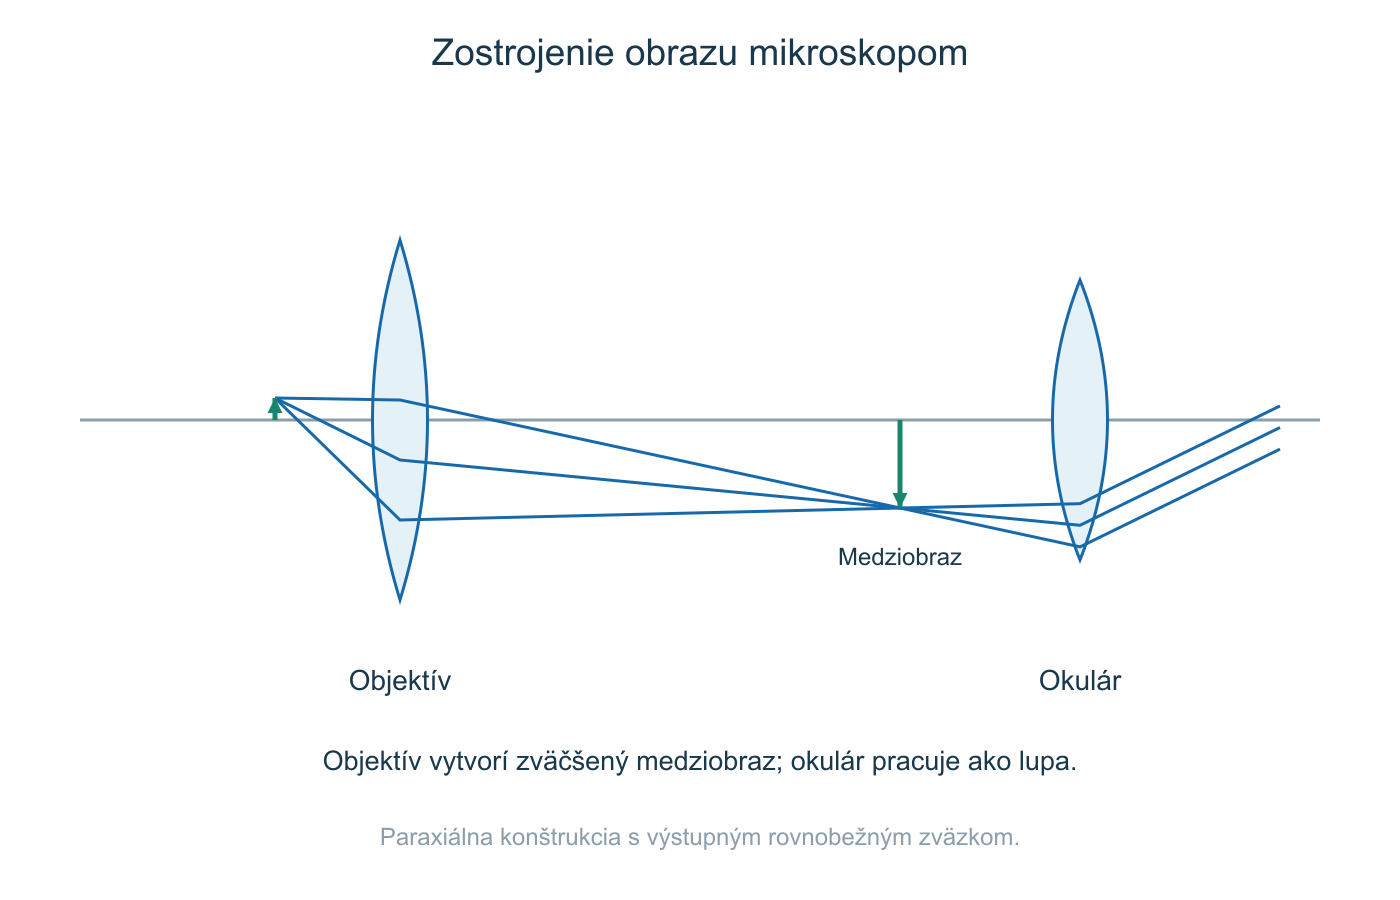 Zostrojenie obrazu mikroskopom
Medziobraz
Objektív
Okulár
Objektív vytvorí zväčšený medziobraz; okulár pracuje ako lupa.
Paraxiálna konštrukcia s výstupným rovnobežným zväzkom.